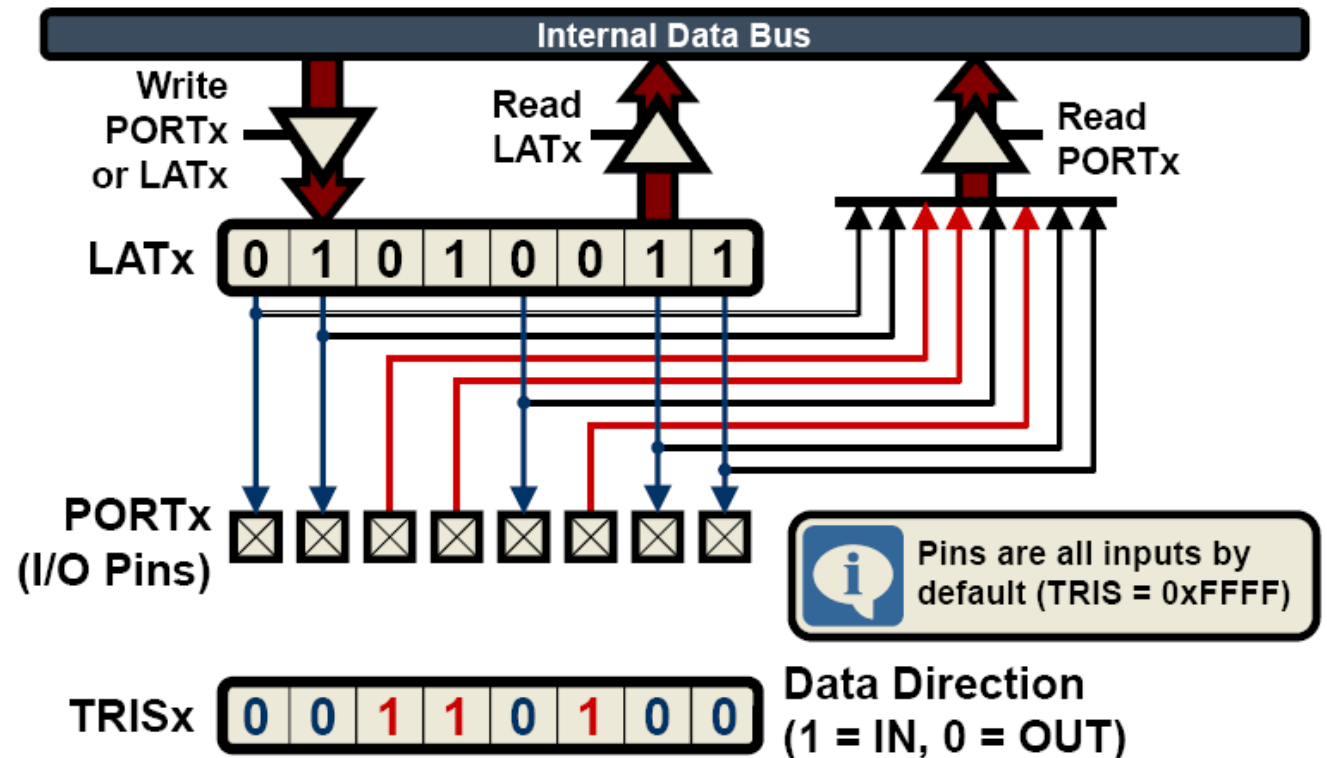 Internal Data Bus
Write
PORTx
or LATx
Read
LATx
Read
PORTx
LATx 0 1 0 1 0 0 1 1
PORTx
(I/O Pins)
i
Pins are all inputs by
default (TRIS = 0xFFFF)
TRISx 0 0 1 1 0 1 0 0
Data Direction
(1 = IN, 0 = OUT)